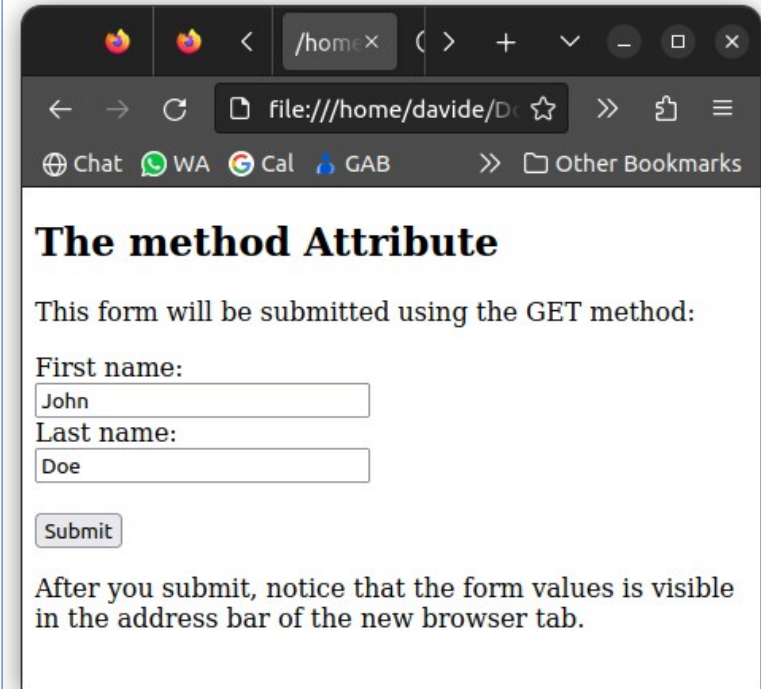 /home
file:///home/davide/Do
Chat WA Cal GAB Other Bookmarks
The method Attribute
This form will be submitted using the GET method:
First name:
John
Last name:
Doe
Submit
After you submit, notice that the form values is visible
in the address bar of the new browser tab.